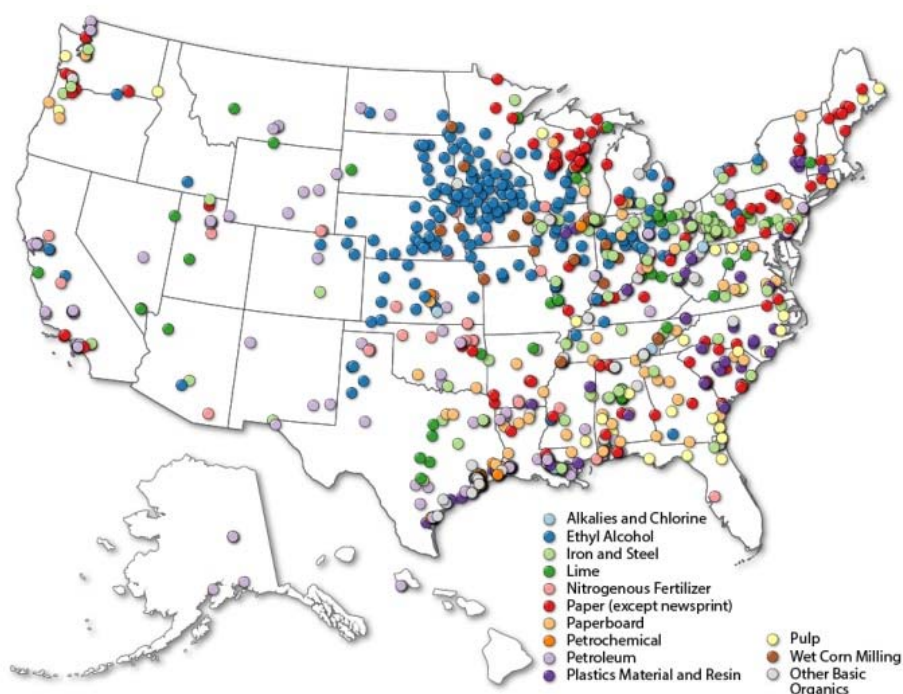 Alkalies and Chlorine
Ethyl Alcohol
Iron and Steel
Lime
Nitrogenous Fertilizer
Paper (except newsprint)
Paperboard
Petrochemical
Petroleum
Plastics Material and Resin
Pulp
Wet Corn Milling
Other Basic
Organics